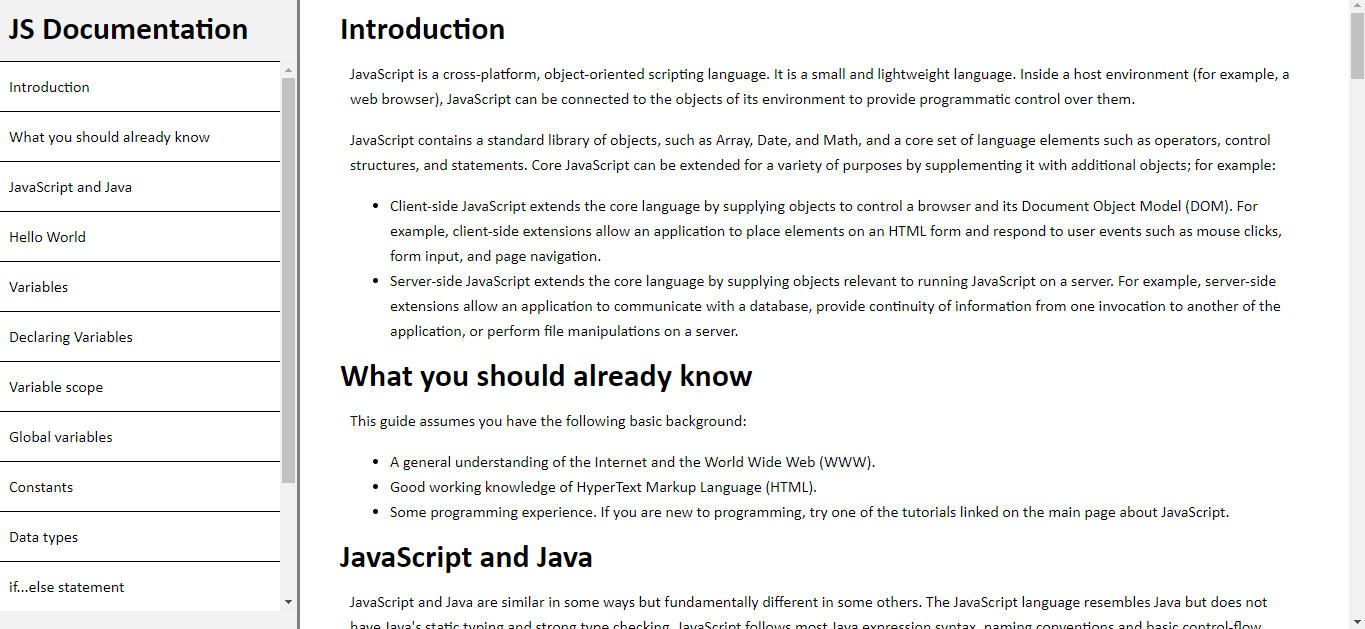 JS Documentation
Introduction
What you should already know
JavaScript and Java
Hello World
Variables
Declaring Variables
Variable scope
Global variables
Constants
Data types
if...else statement
Introduction
JavaScript is a cross-platform, object-oriented scripting language. It is a small and lightweight language. Inside a host environment (for example, a
web browser), JavaScript can be connected to the objects of its environment to provide programmatic control over them.
JavaScript contains a standard library of objects, such as Array, Date, and Math, and a core set of language elements such as operators, control
structures, and statements. Core JavaScript can be extended for a variety of purposes by supplementing it with additional objects; for example:
• Client-side JavaScript extends the core language by supplying objects to control a browser and its Document Object Model (DOM). For
example, client-side extensions allow an application to place elements on an HTML form and respond to user events such as mouse clicks,
form input, and page navigation.
• Server-side JavaScript extends the core language by supplying objects relevant to running JavaScript on a server. For example, server-side
extensions allow an application to communicate with a database, provide continuity of information from one invocation to another of the
application, or perform file manipulations on a server.
What you should already know
This guide assumes you have the following basic background:
• A general understanding of the Internet and the World Wide Web (WWW).
• Good working knowledge of HyperText Markup Language (HTML).
• Some programming experience. If you are new to programming, try one of the tutorials linked on the main page about JavaScript.
JavaScript and Java
JavaScript and Java are similar in some ways but fundamentally different in some others. The JavaScript language resembles Java but does not
have Java's static typing and strong type checking. JavaScript follows most Java expression syntax, naming conventions and basic control-flow